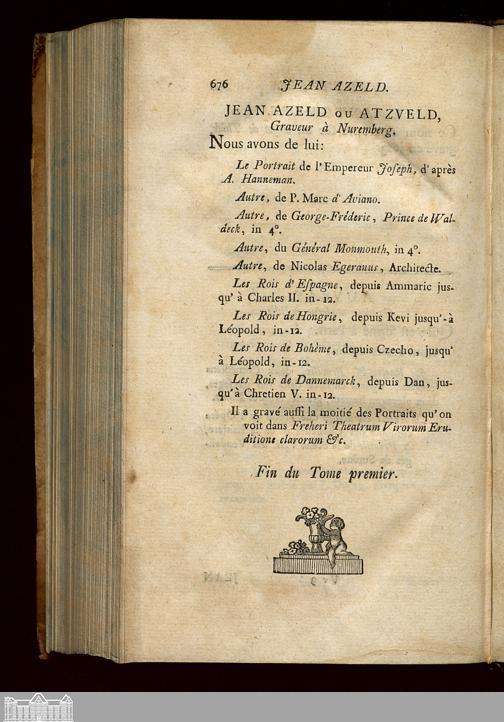 676 JEAN AZELD.
JEAN AZELD OU ATZVELD,
Graveur à Nuremberg.
Nous avons de lui:
Le Portrait de l'Empereur Joſeph, d'après
A. Hanneman.
Autre, de P. Marc d'Aviano.
Autre, de George-Fréderic, Prince de Wal-
deck, in 4°.
Autre, du Général Monmouth, in 4°.
Autre, de Nicolas Egeranus, Architecte.
Les Rois d'Eſpagne, depuis Ammaric jus-
qu'à Charles II. in-12.
Les Rois de Hongrie, depuis Kevi jusqu'-à
Léopold, in-12.
Les Rois de Bohème, depuis Czecho, jusqu'
à Léopold, in-12.
Les Rois de Dannemarck, depuis Dan, jus-
qu'à Chretien V. in-12.
Il a gravé auſſi la moitié des Portraits qu'on
voit dans Freheri Theatrum Virorum Eru-
ditione clarorum &c.
Fin du Tome premier.